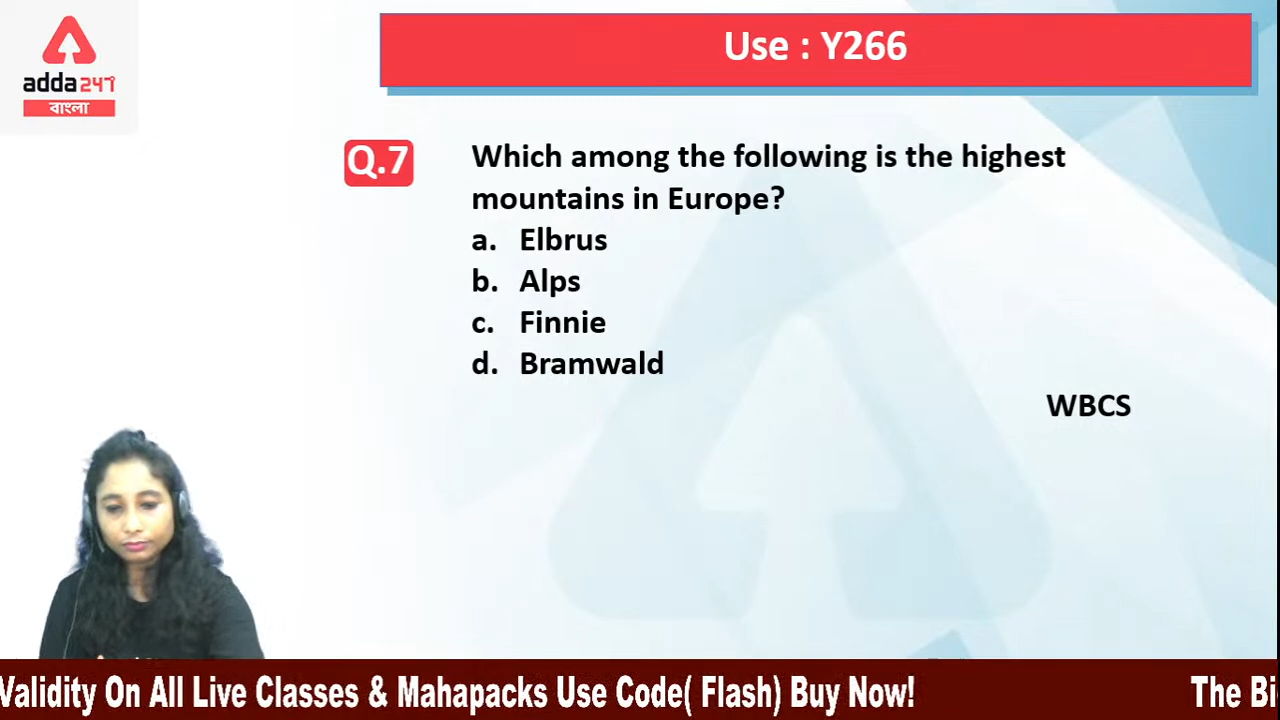 adda247
বাংলা
Use : Y266
Q.7
Which among the following is the highest
mountains in Europe?
a. Elbrus
b. Alps
c. Finnie
d. Bramwald
WBCS
Validity On All Live Classes & Mahapacks Use Code( Flash) Buy Now!
The Bi